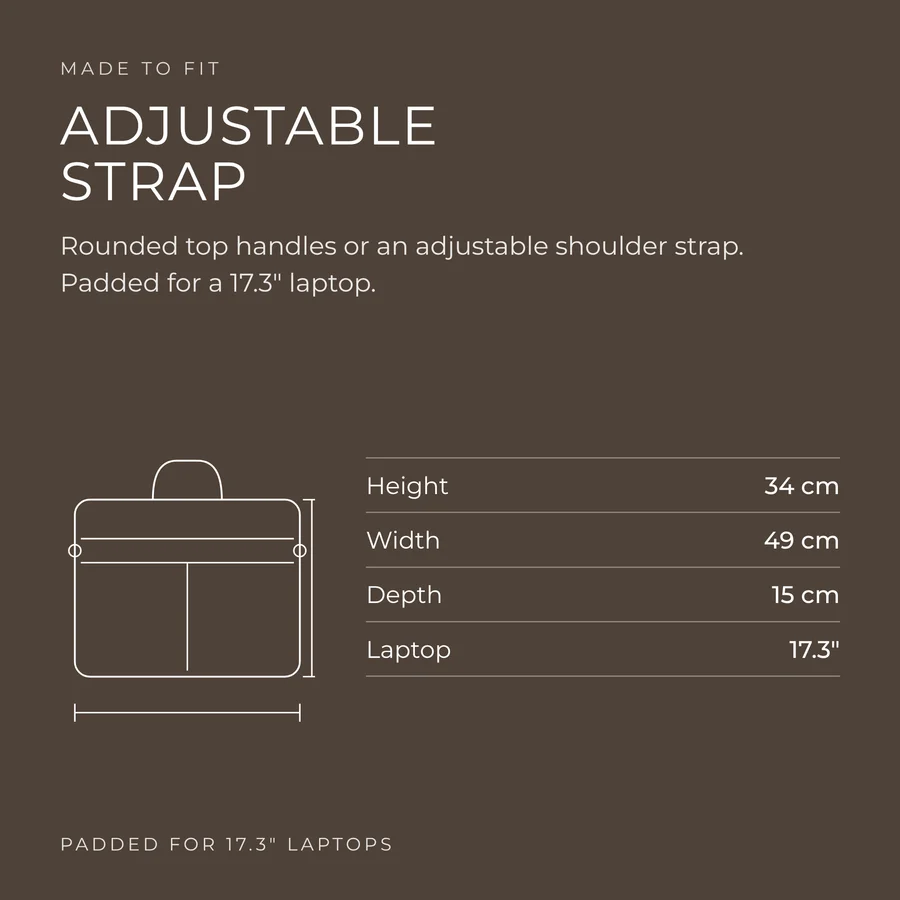 MADE TO FIT
ADJUSTABLE
STRAP
Rounded top handles or an adjustable shoulder strap.
Padded for a 17.3" laptop.
Height 34 cm
Width 49 cm
Depth 15 cm
Laptop 17.3"
PADDED FOR 17.3" LAPTOPS